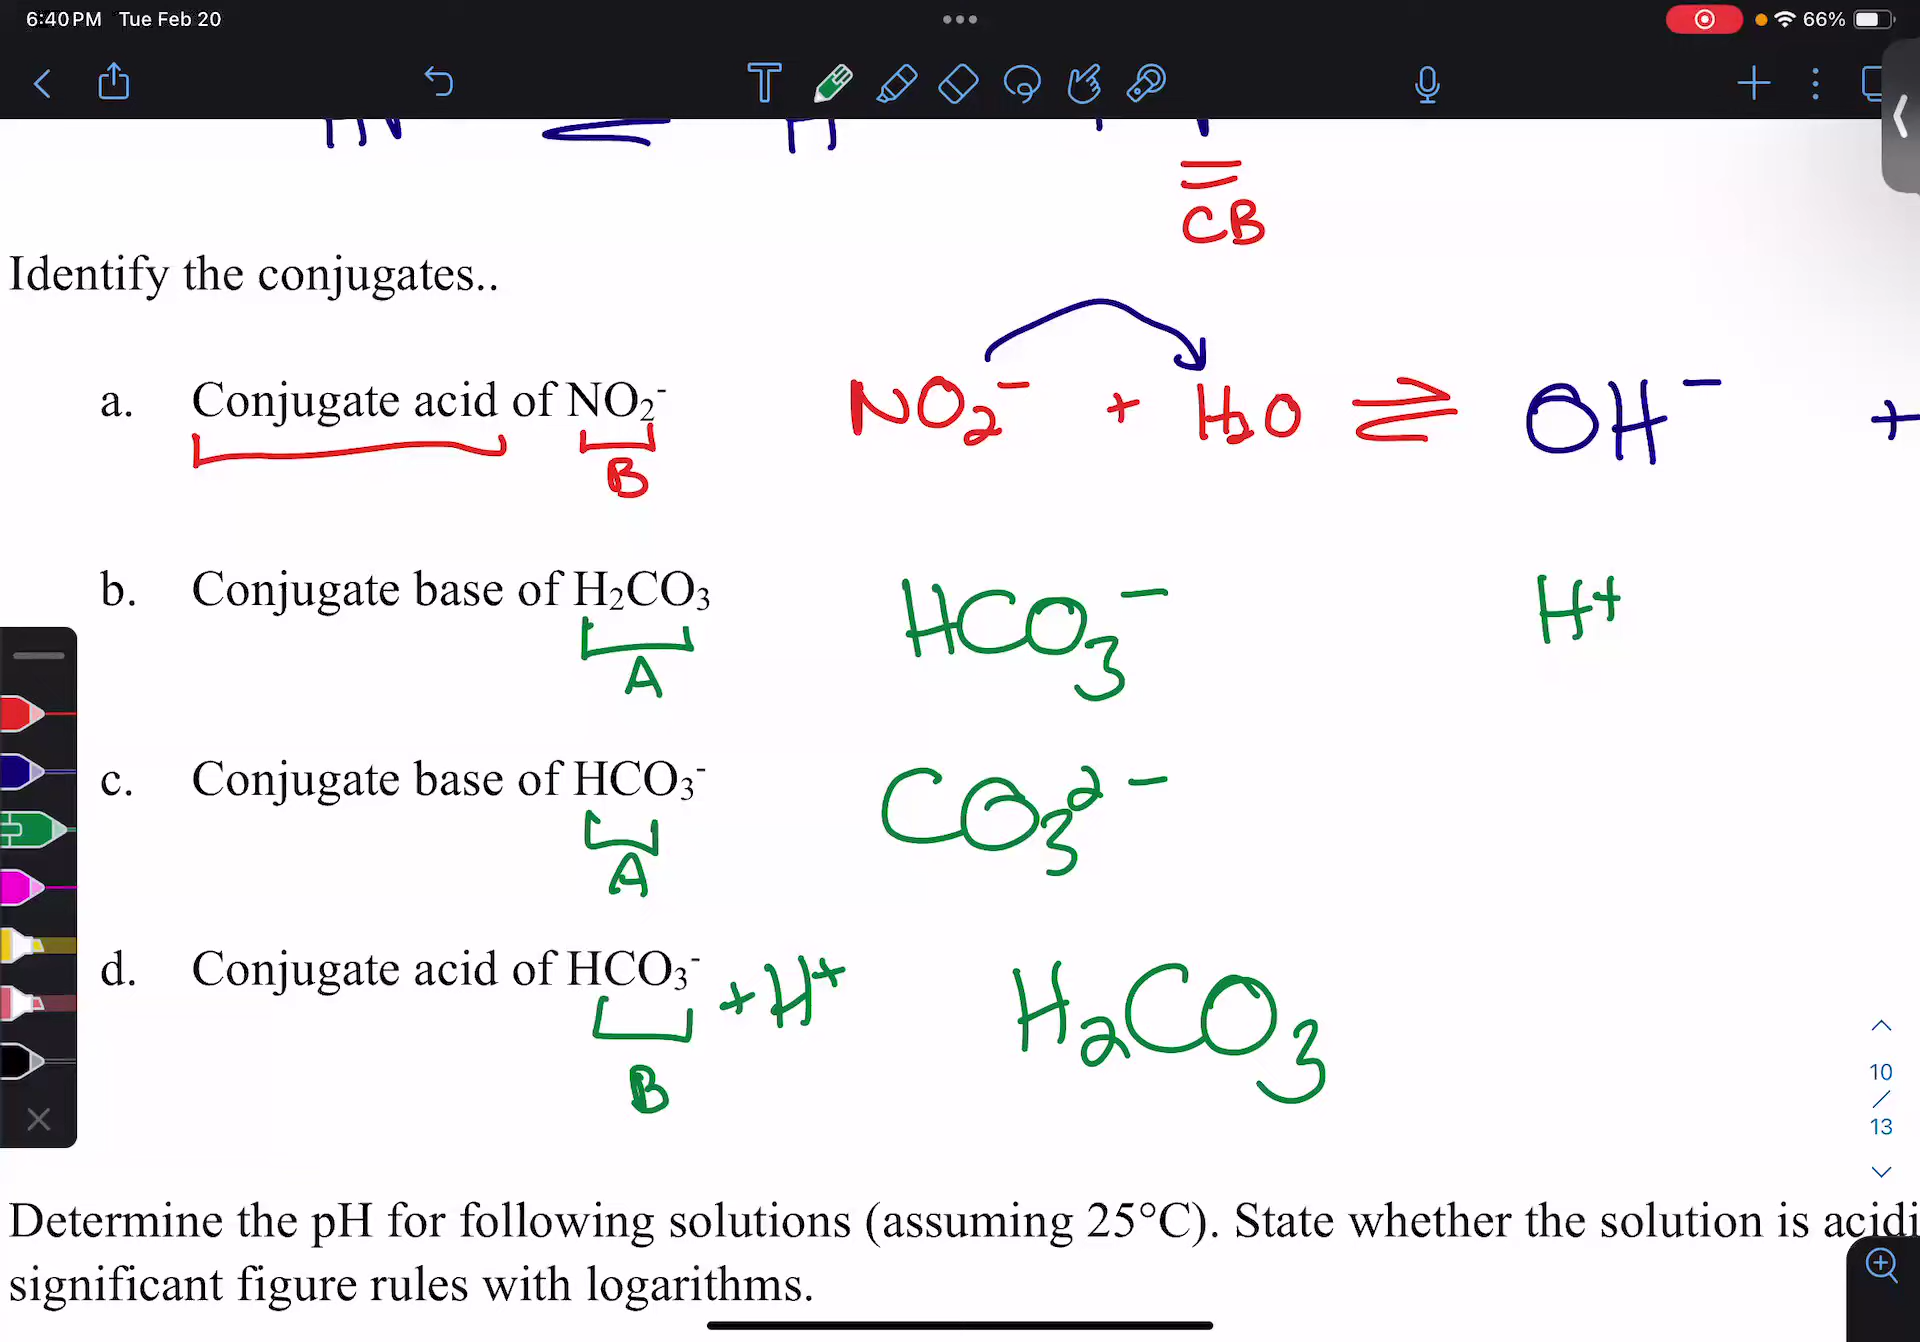 6:40 PM Tue Feb 20 66%
CB
Identify the conjugates..
a. Conjugate acid of NO₂⁻ NO₂⁻ + H₂O ⇌ OH⁻ +
B
b. Conjugate base of H₂CO₃ HCO₃⁻ H+
A
c. Conjugate base of HCO₃⁻ CO₃²⁻
A
d. Conjugate acid of HCO₃⁻ + H+ H₂CO₃
B
10
/
13
Determine the pH for following solutions (assuming 25°C). State whether the solution is acidi
significant figure rules with logarithms.